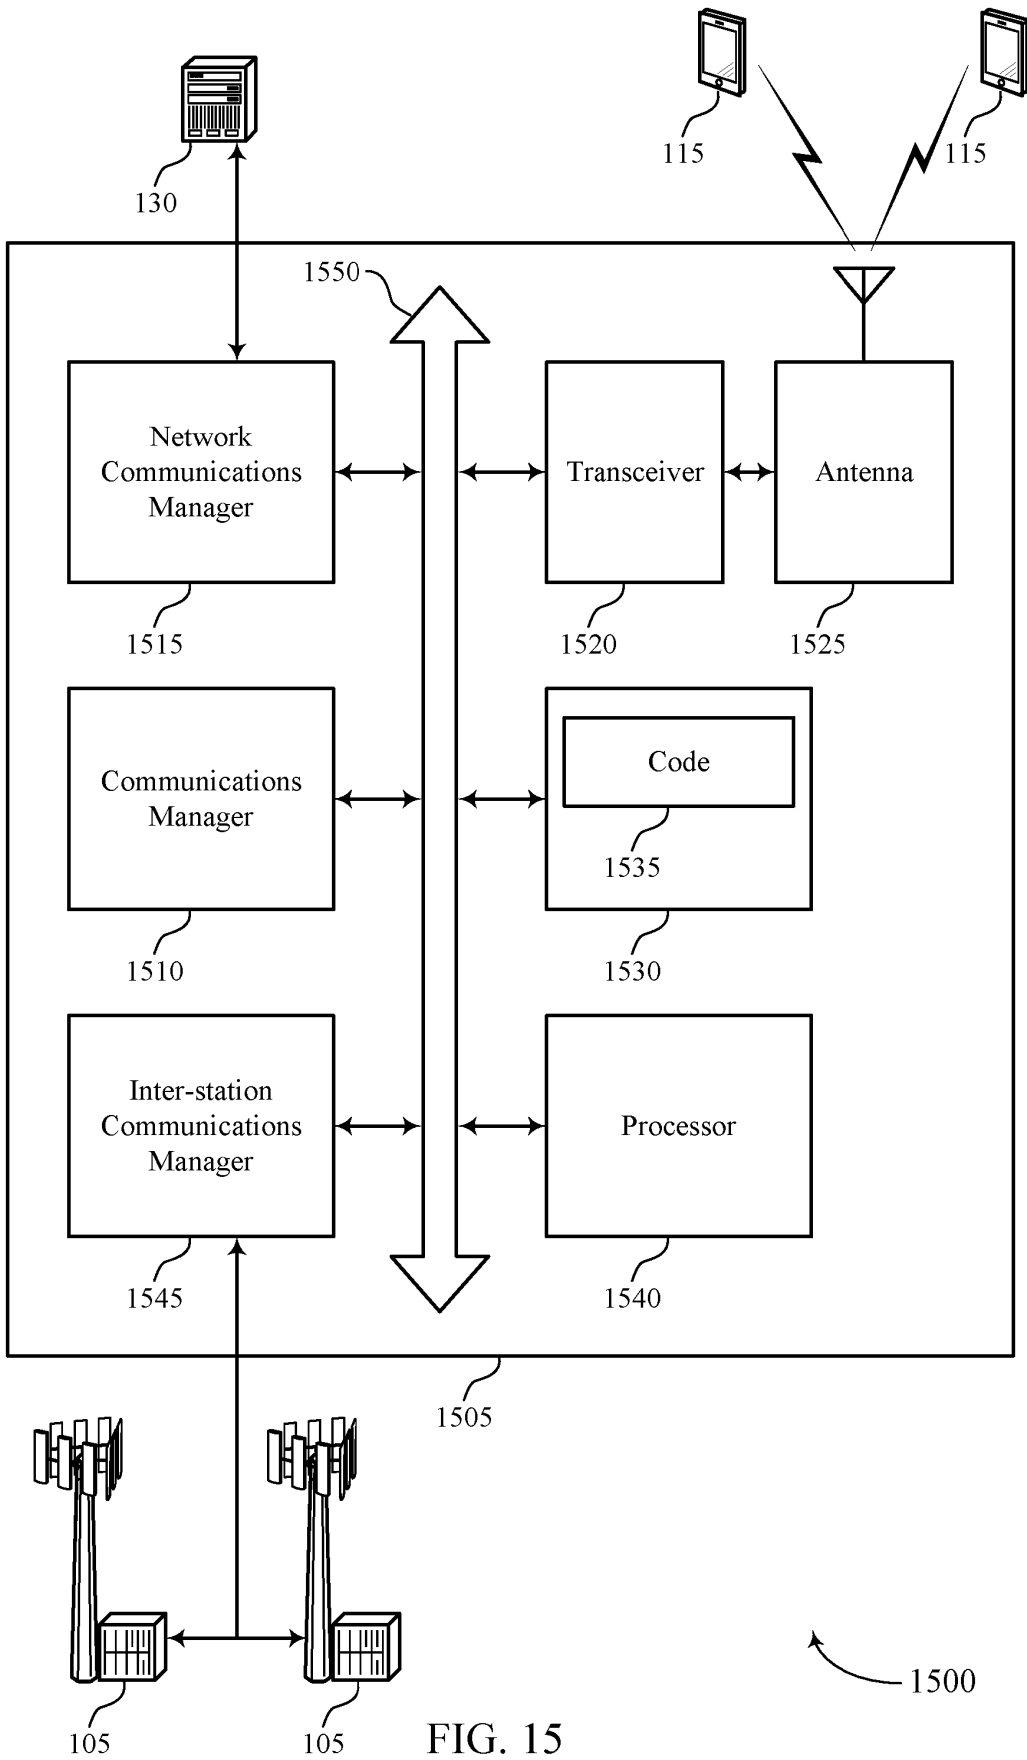 115
115
130
1550
Network
Communications
Manager
Transceiver
Antenna
1515
1520
1525
Communications
Manager
Code
1535
1510
1530
Inter-station
Communications
Manager
Processor
1545
1540
1505
1500
105
105
FIG. 15